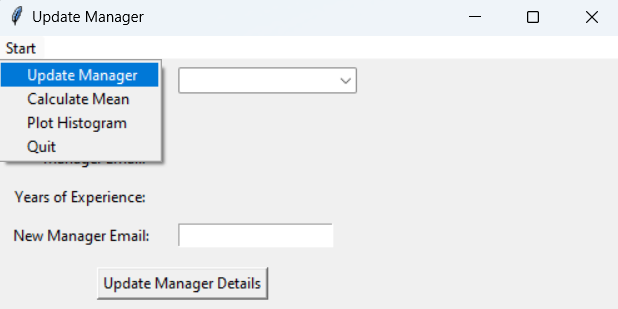 Update Manager
Start
Update Manager
Calculate Mean
Plot Histogram
Quit
Manager Email:
Years of Experience:
New Manager Email:
Update Manager Details